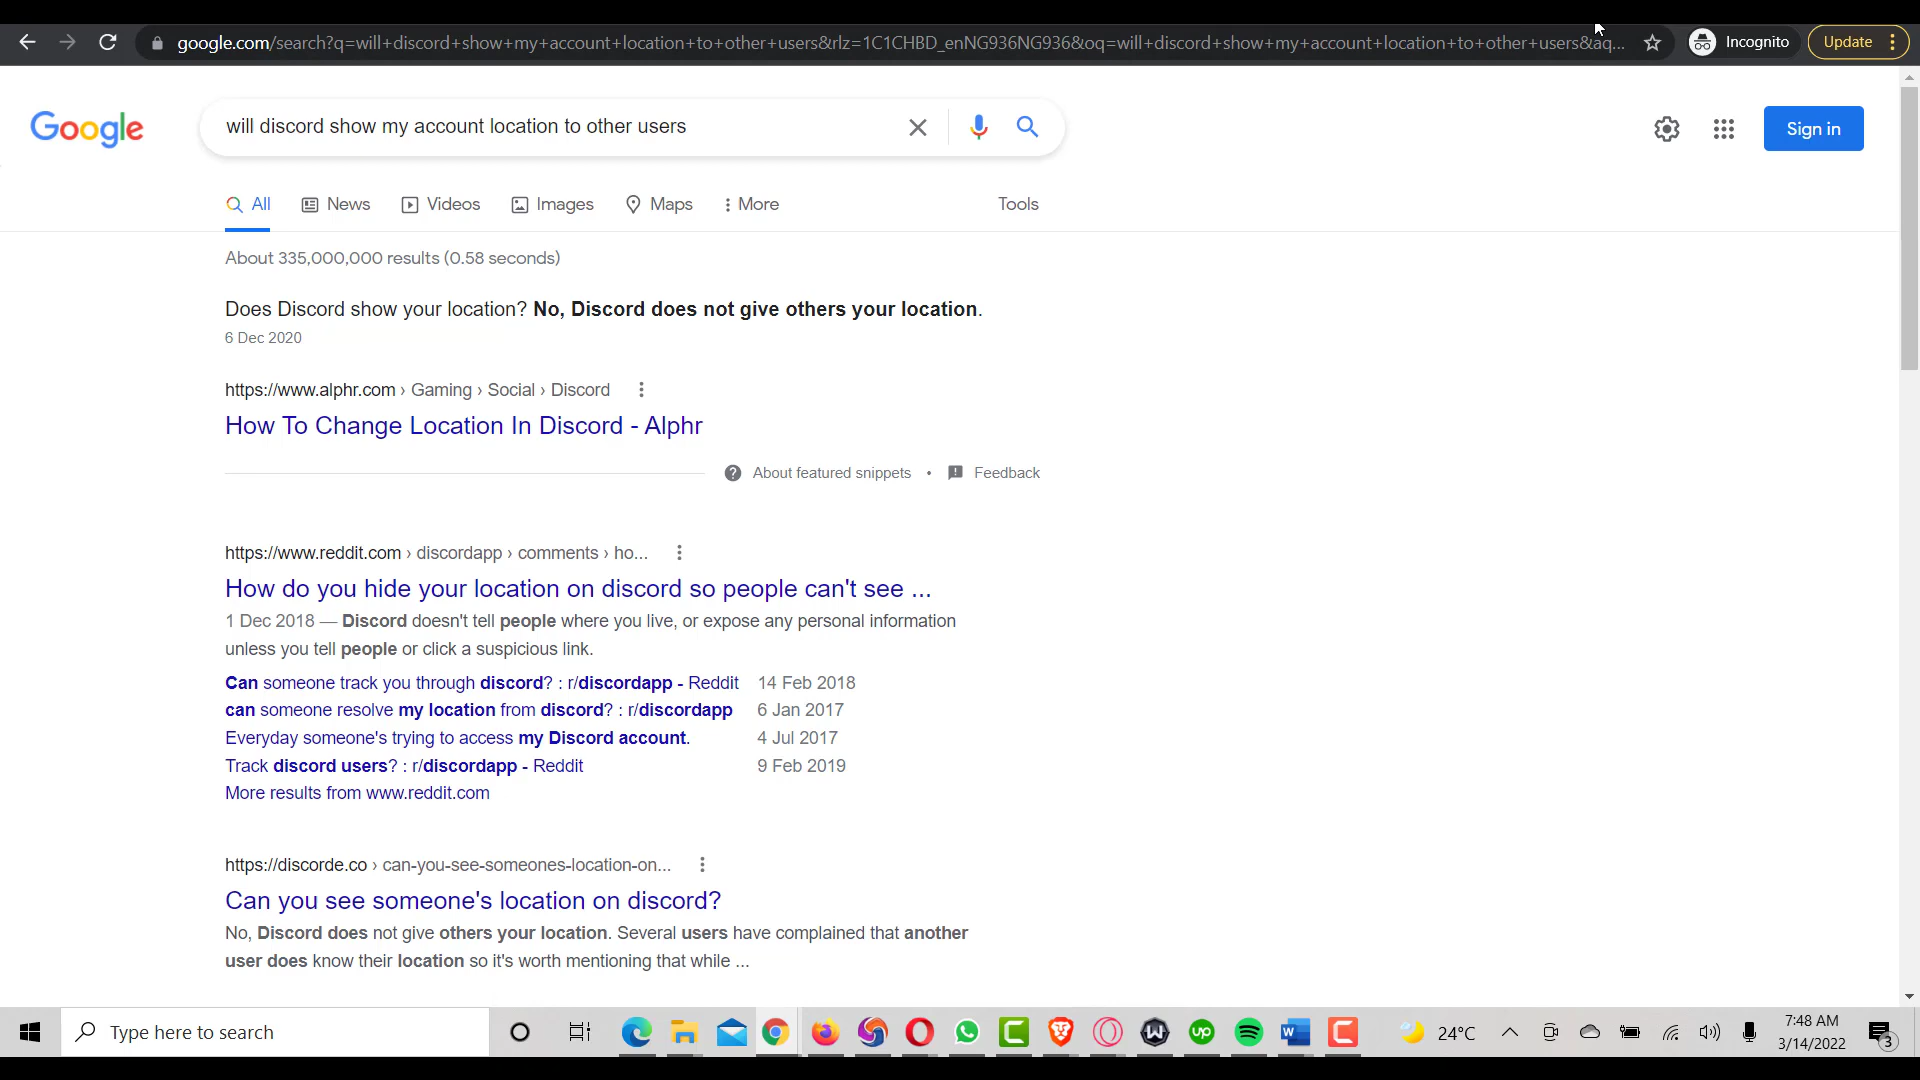 google.com/search?q=will+discord+show+my+account+location+to+other+users&rlz=1C1CHBD_enNG936NG936&oq=will+discord+show+my+account+location+to+other+users&aq...
Incognito
Update
Google
will discord show my account location to other users
Sign in
All
News
Videos
Images
Maps
More
Tools
About 335,000,000 results (0.58 seconds)
Does Discord show your location? No, Discord does not give others your location.
6 Dec 2020
https://www.alphr.com › Gaming › Social › Discord
How To Change Location In Discord - Alphr
About featured snippets • Feedback
https://www.reddit.com › discordapp › comments › ho...
How do you hide your location on discord so people can't see ...
1 Dec 2018 — Discord doesn't tell people where you live, or expose any personal information
unless you tell people or click a suspicious link.
Can someone track you through discord? : r/discordapp - Reddit 14 Feb 2018
can someone resolve my location from discord? : r/discordapp 6 Jan 2017
Everyday someone's trying to access my Discord account. 4 Jul 2017
Track discord users? : r/discordapp - Reddit 9 Feb 2019
More results from www.reddit.com
https://discorde.co › can-you-see-someones-location-on...
Can you see someone's location on discord?
No, Discord does not give others your location. Several users have complained that another
user does know their location so it's worth mentioning that while ...
Type here to search
up
W
24°C
7:48 AM
3/14/2022
3